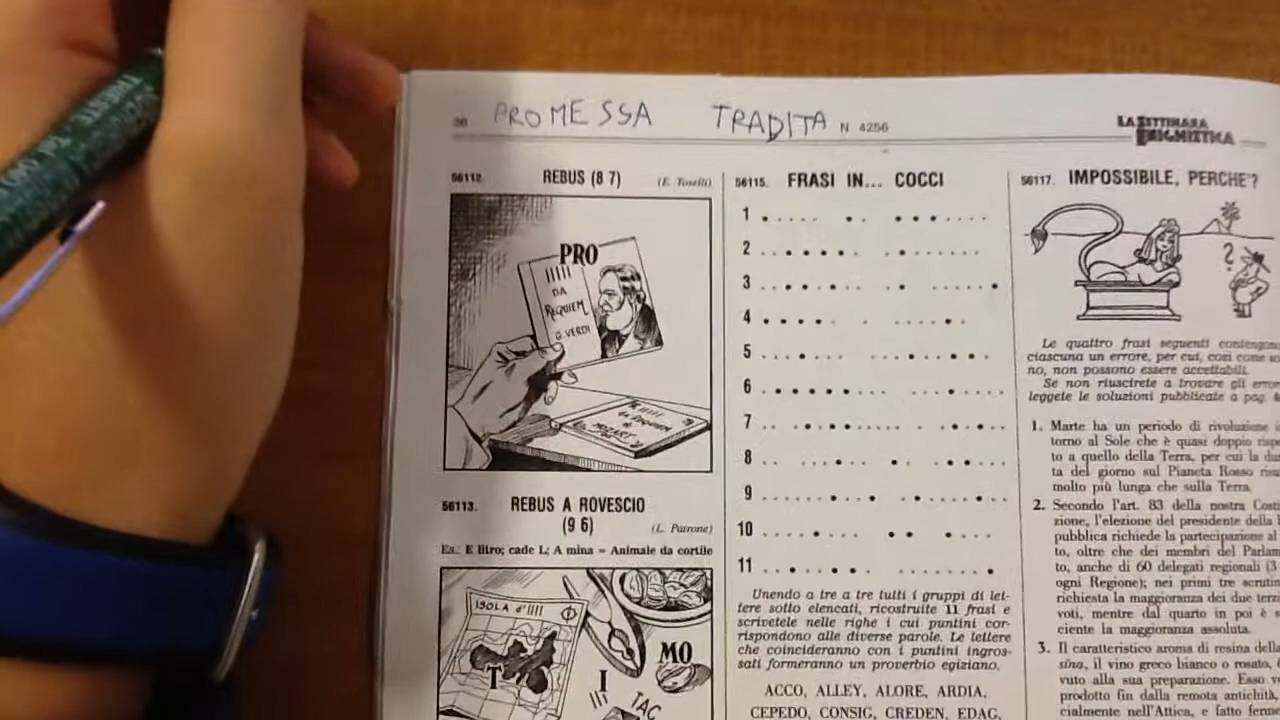 36 PROMESSA TRADITA N 4256 LA SETTIMANA ENIGMISTICA
56112. REBUS (8 7) (E. Toselli)
PRO
DA
REQUIEM
G. VERDI
da REQUIEM
di
MOZART
56113. REBUS A ROVESCIO
(9 6) (L. Patrone)
Es.: E litro; cade L; A mina = Animale da cortile
ISOLA d'
T
I
MO
TAC
56115. FRASI IN... COCCI
1
2
3
4
5
6
7
8
9
10
11
Unendo a tre a tre tutti i gruppi di let-
tere sotto elencati, ricostruite 11 frasi e
scrivetele nelle righe i cui puntini cor-
rispondono alle diverse parole. Le lettere
che coincideranno con i puntini ingros-
sati formeranno un proverbio egiziano.
ACCO, ALLEY, ALORE, ARDIA,
CEPEDO, CONSIG, CREDEN, EDAG,
56117. IMPOSSIBILE, PERCHE'?
?
Le quattro frasi seguenti
ciascuna un errore, per cui, così come
no, non possono essere accettabili.
Se non riuscirete a trovare gli
leggete le soluzioni pubblicate a pag.
1. Marte ha un periodo di rivoluzione
torno al Sole che è quasi doppio
to a quello della Terra, per cui la
ta del giorno sul Pianeta Rosso
molto più lunga che sulla Terra.
2. Secondo l'art. 83 della nostra
zione, l'elezione del presidente della
pubblica richiede la partecipazione al
to, oltre che dei membri del
anche di 60 delegati regionali (3
ogni Regione); nei primi tre
richiesta la maggioranza dei due
voti, mentre dal quarto in poi è
ciente la maggioranza assoluta.
3. Il caratteristico aroma di resina della
sina, il vino greco bianco o rosato,
vuto alla sua preparazione. Esso
prodotto fin dalla remota antichità,
cialmente nell'Attica, e fatto